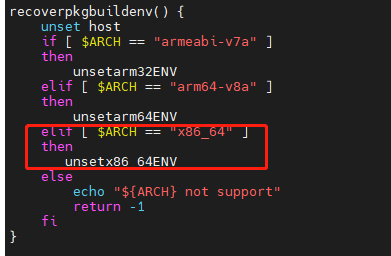 recoverpkgbuildenv() {
    unset host
    if [ $ARCH == "armeabi-v7a" ]
    then
        unsetarm32ENV
    elif [ $ARCH == "arm64-v8a" ]
    then
        unsetarm64ENV
    elif [ $ARCH == "x86_64" ]
    then
       unsetx86_64ENV
    else
        echo "${ARCH} not support"
        return -1
    fi
}